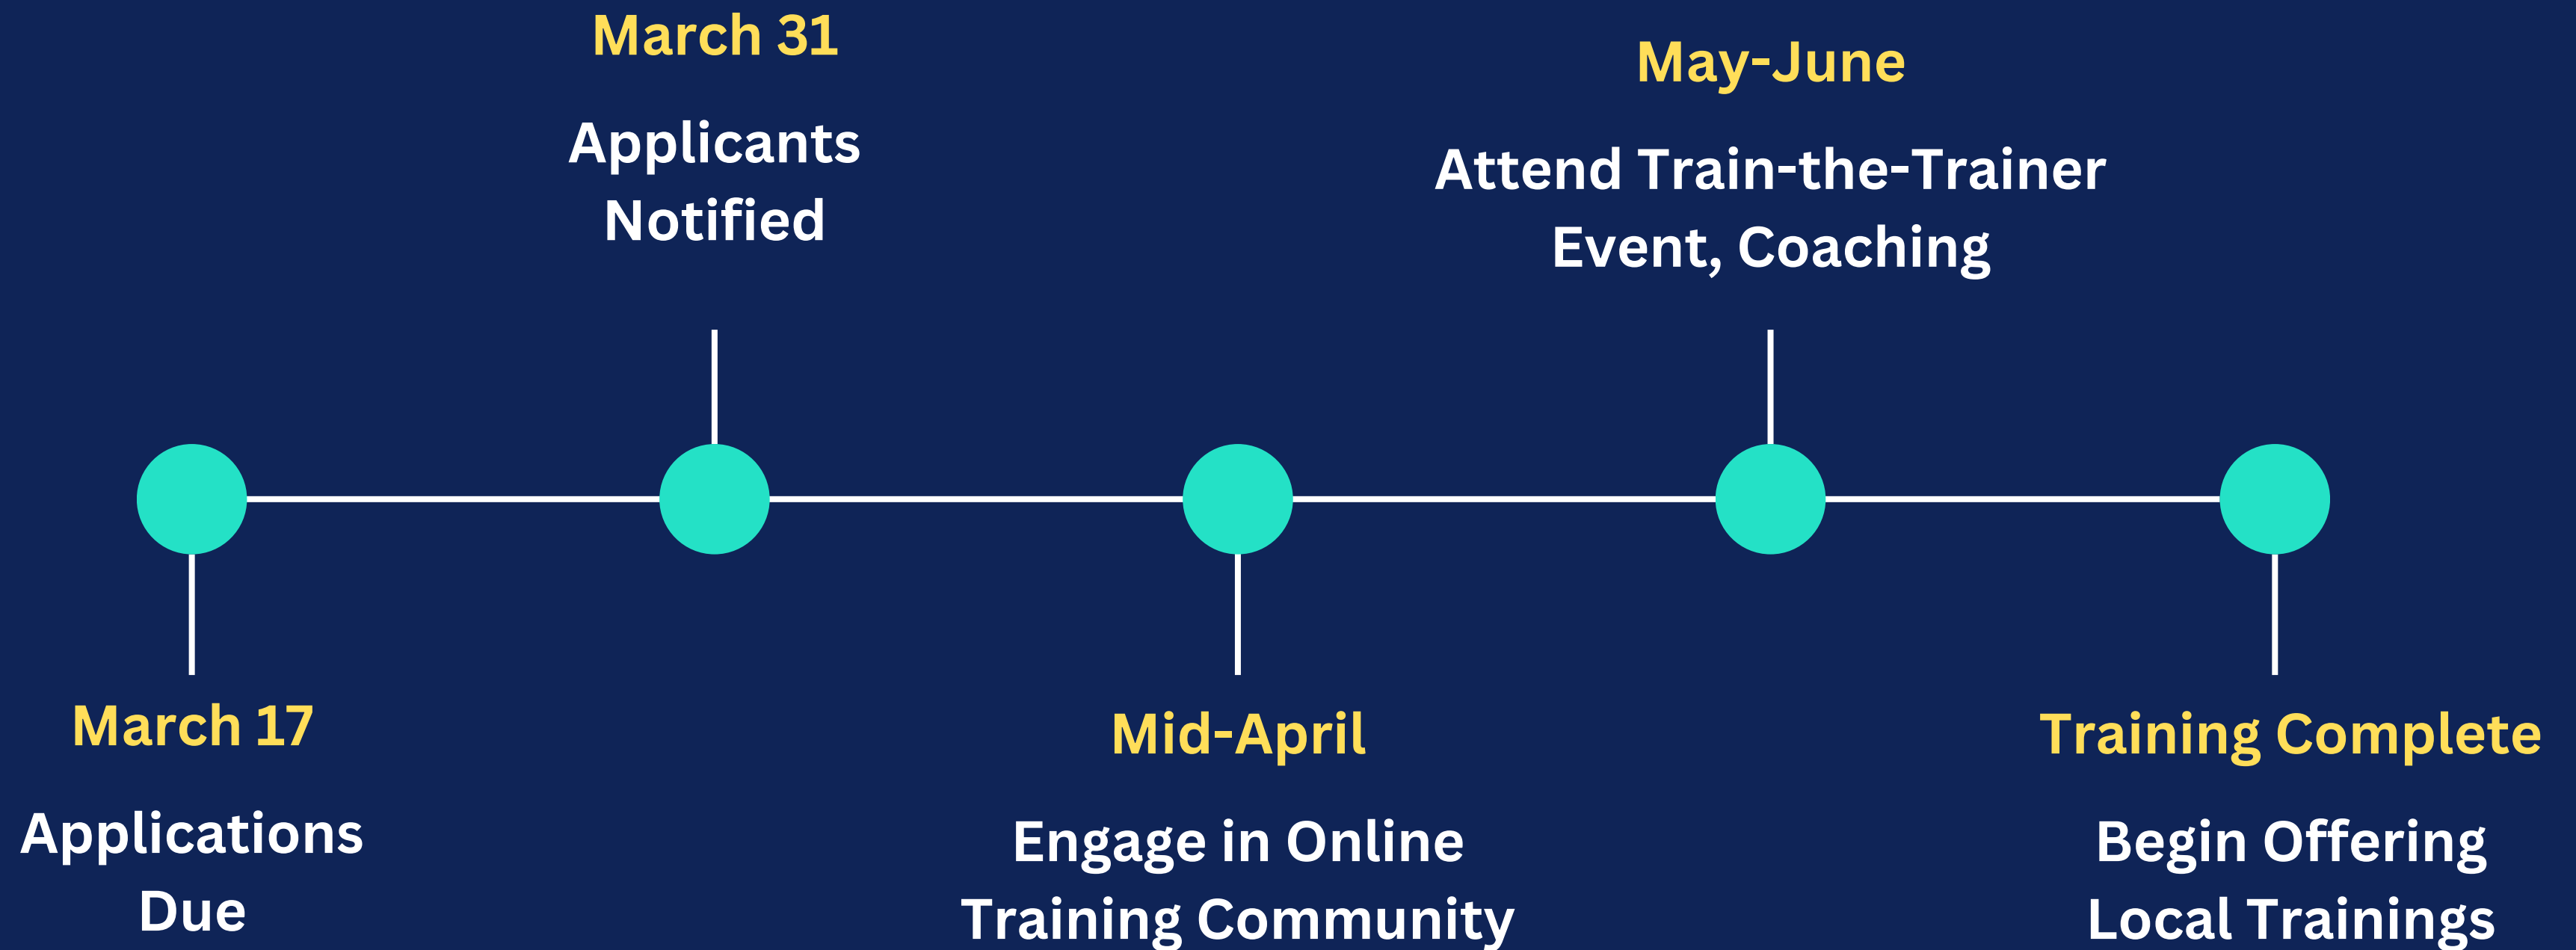 March 17
Applications
Due
March 31
Applicants
Notified
Mid-April
Engage in Online
Training Community
May-June
Attend Train-the-Trainer
Event, Coaching
Training Complete
Begin Offering
Local Trainings